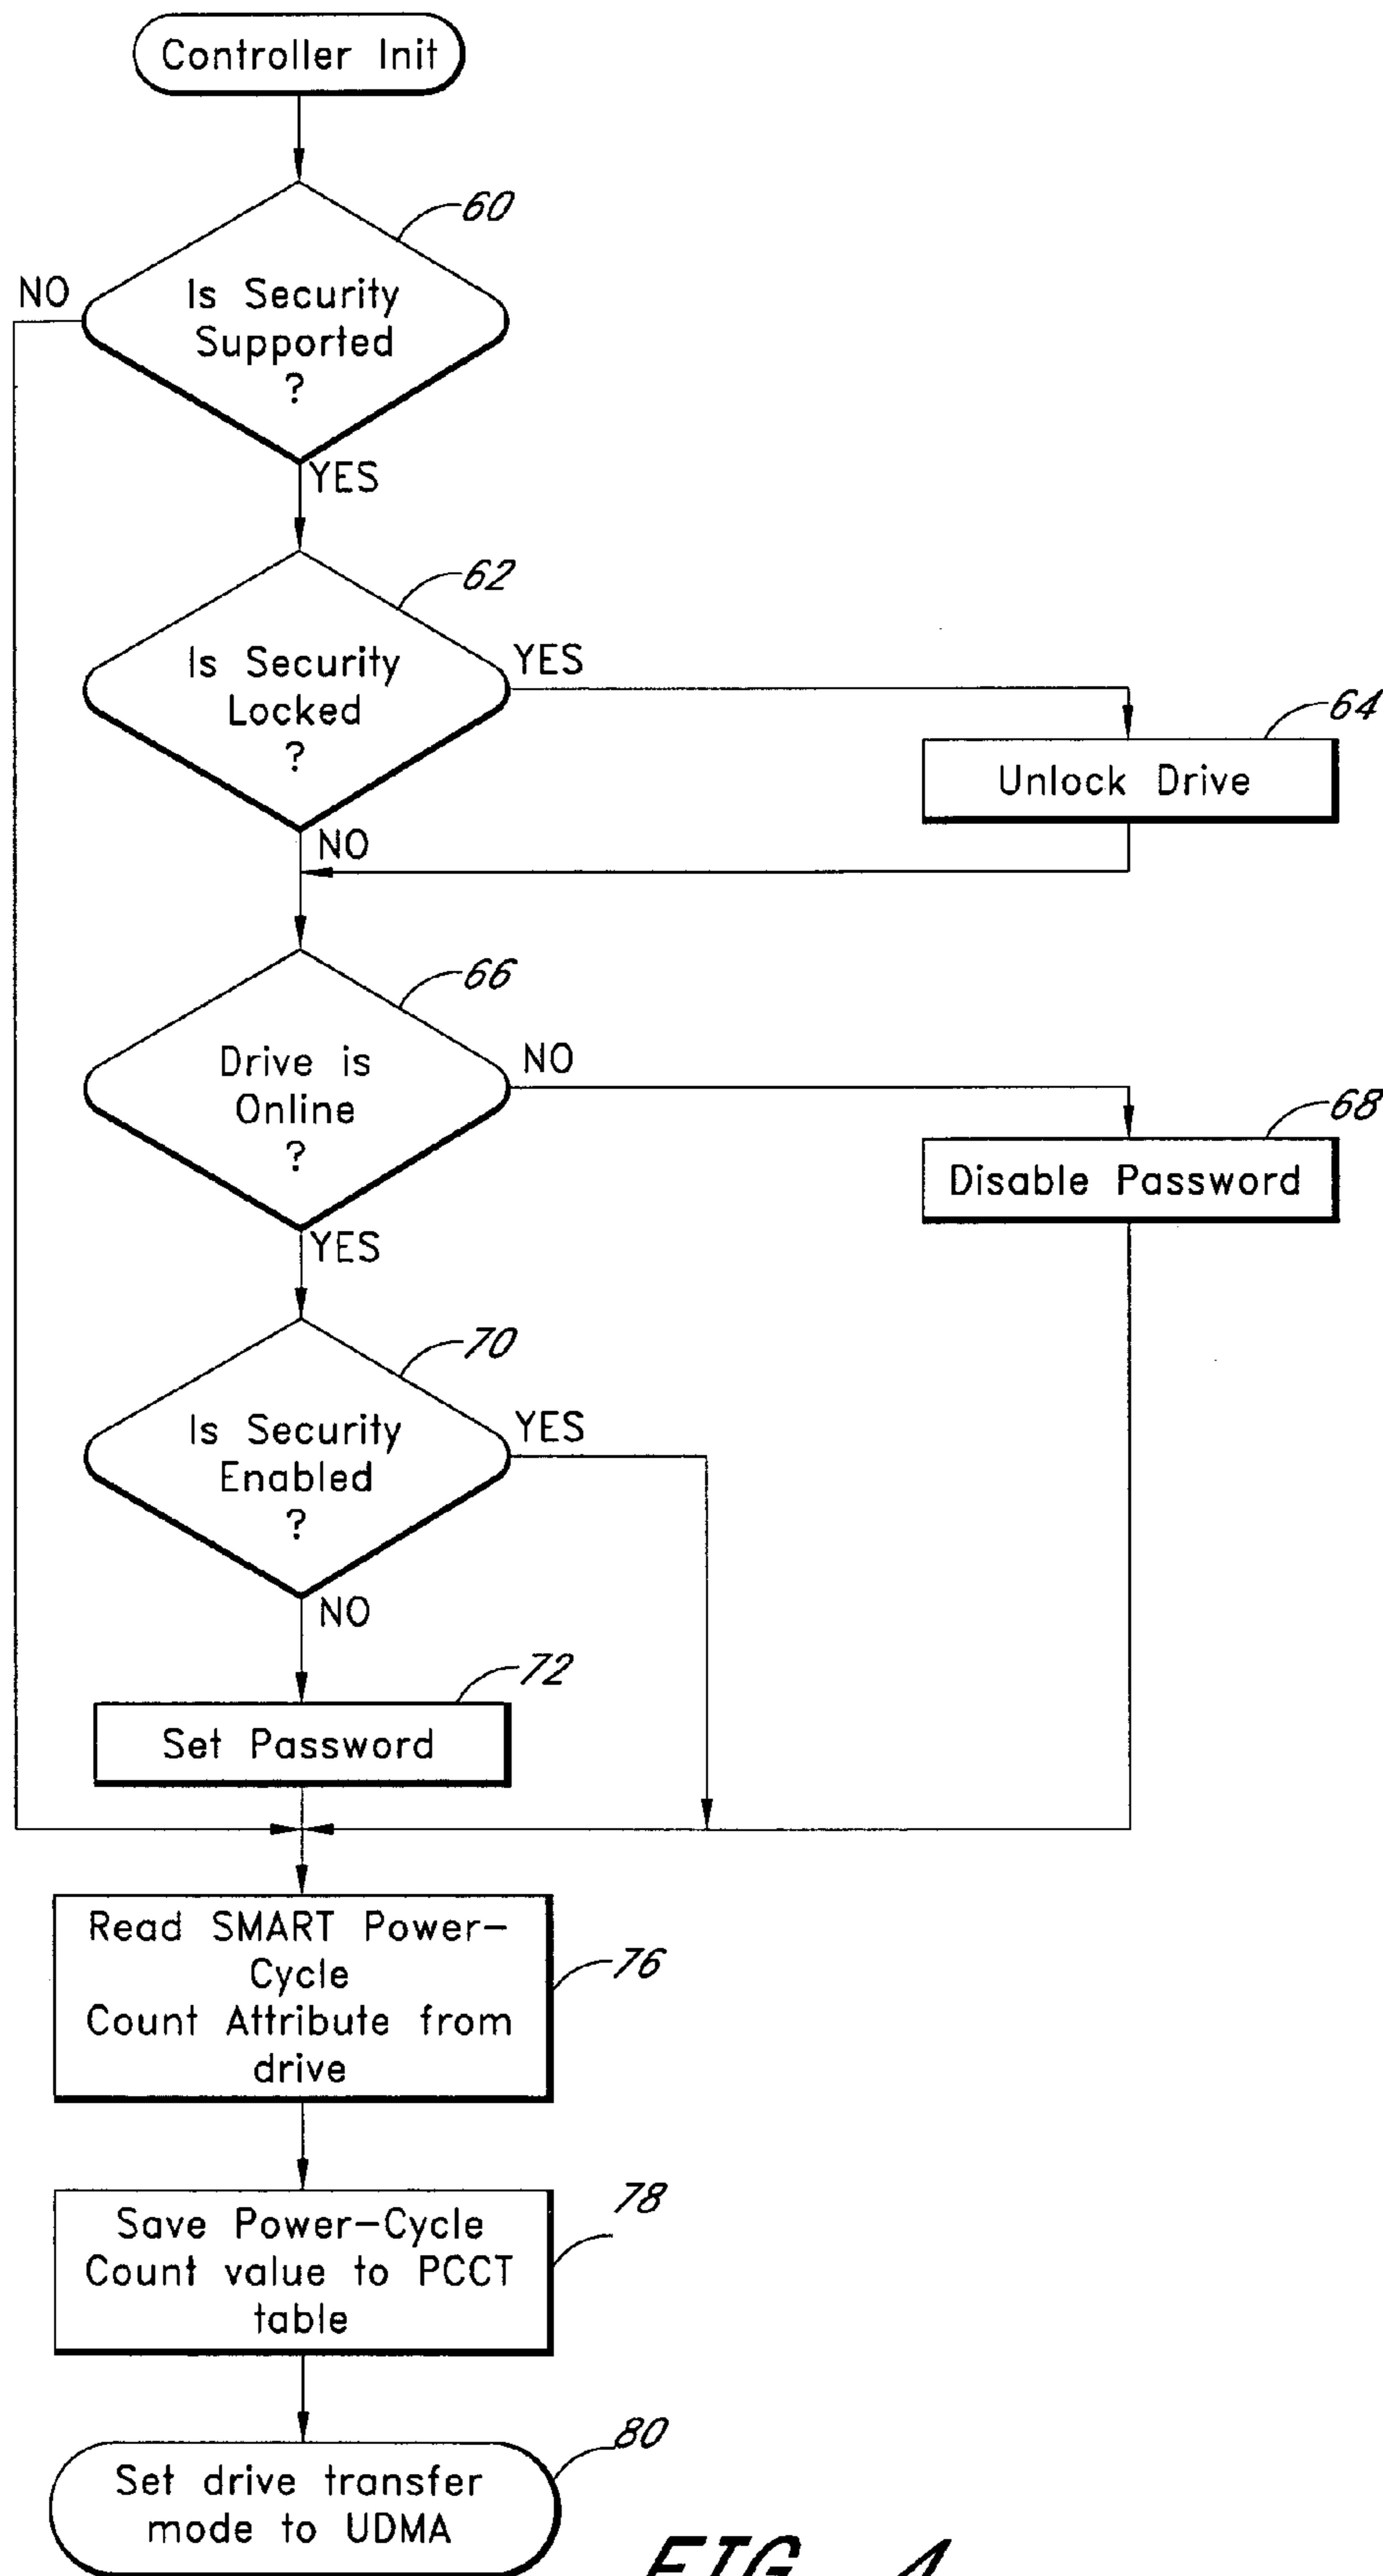 Controller Init
60
NO
Is Security
Supported
?
YES
62
Is Security
Locked
?
YES
64
Unlock Drive
NO
66
Drive is
Online
?
NO
68
Disable Password
YES
70
Is Security
Enabled
?
YES
NO
72
Set Password
Read SMART Power-
Cycle
Count Attribute from
drive
76
78
Save Power-Cycle
Count value to PCCT
table
80
Set drive transfer
mode to UDMA
FIG. 4